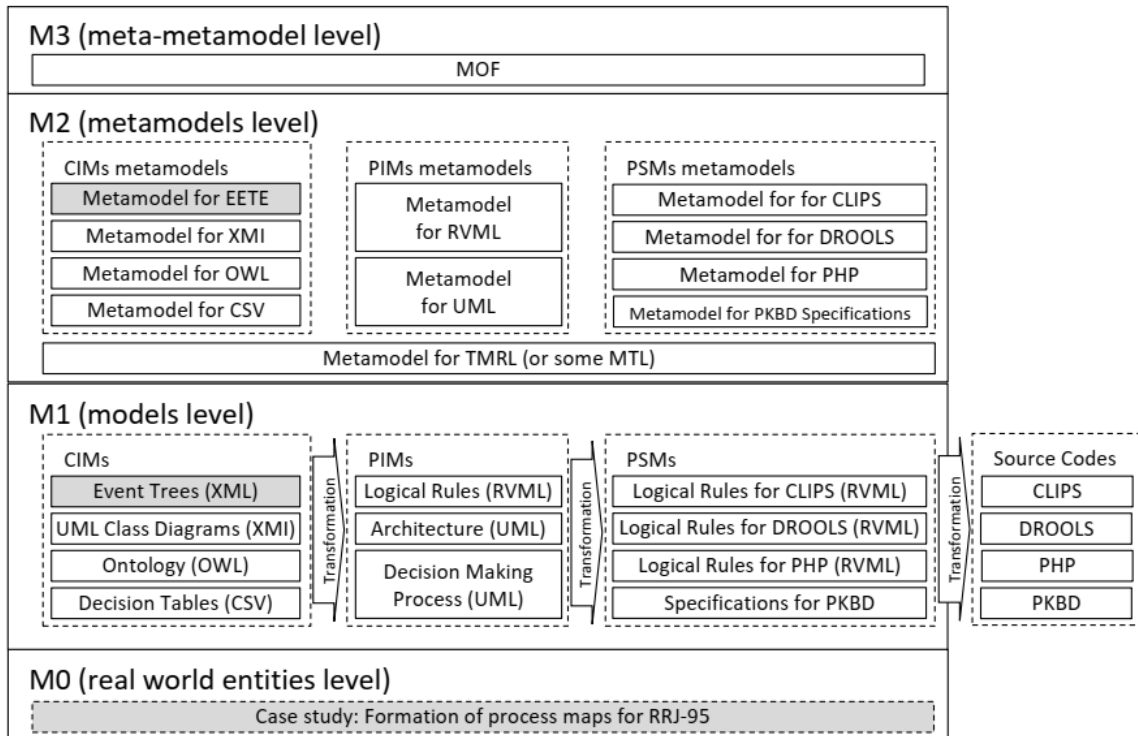 M3 (meta-metamodel level)
MOF
M2 (metamodels level)
CIMs metamodels
Metamodel for EETE
Metamodel for XMI
Metamodel for OWL
Metamodel for CSV
PIMs metamodels
Metamodel
for RVML
Metamodel
for UML
PSMs metamodels
Metamodel for for CLIPS
Metamodel for for DROOLS
Metamodel for PHP
Metamodel for PKBD Specifications
Metamodel for TMRL (or some MTL)
M1 (models level)
CIMs
Event Trees (XML)
UML Class Diagrams (XMI)
Ontology (OWL)
Decision Tables (CSV)
Transformation
PIMs
Logical Rules (RVML)
Architecture (UML)
Decision Making
Process (UML)
Transformation
PSMs
Logical Rules for CLIPS (RVML)
Logical Rules for DROOLS (RVML)
Logical Rules for PHP (RVML)
Specifications for PKBD
Transformation
Source Codes
CLIPS
DROOLS
PHP
PKBD
M0 (real world entities level)
Case study: Formation of process maps for RRJ-95